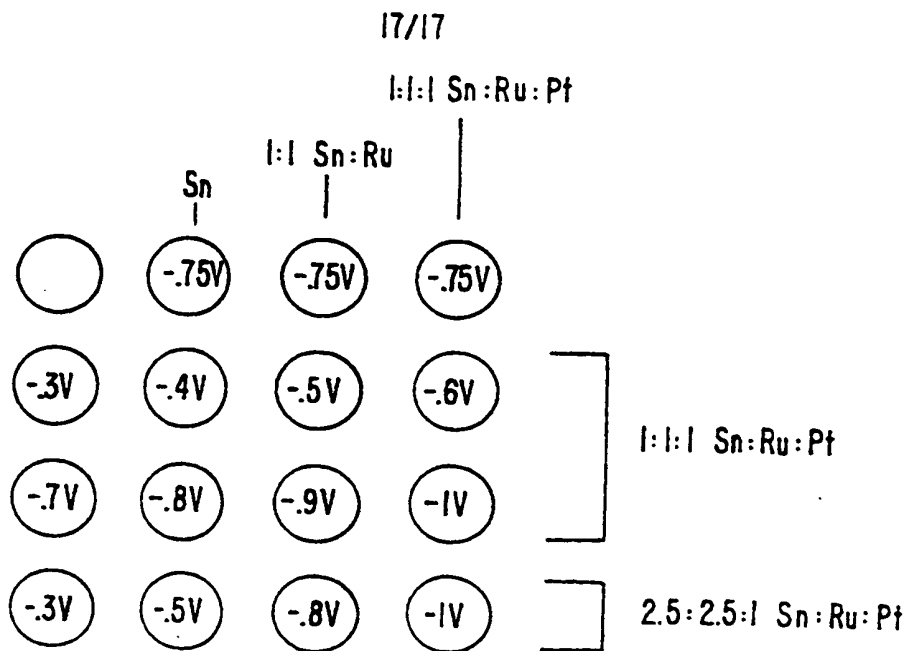 17/17
1:1:1 Sn:Ru:Pt
1:1 Sn:Ru
Sn
-.75V -.75V -.75V
-.3V -.4V -.5V -.6V
1:1:1 Sn:Ru:Pt
-.7V -.8V -.9V -1V
-.3V -.5V -.8V -1V
2.5:2.5:1 Sn:Ru:Pt